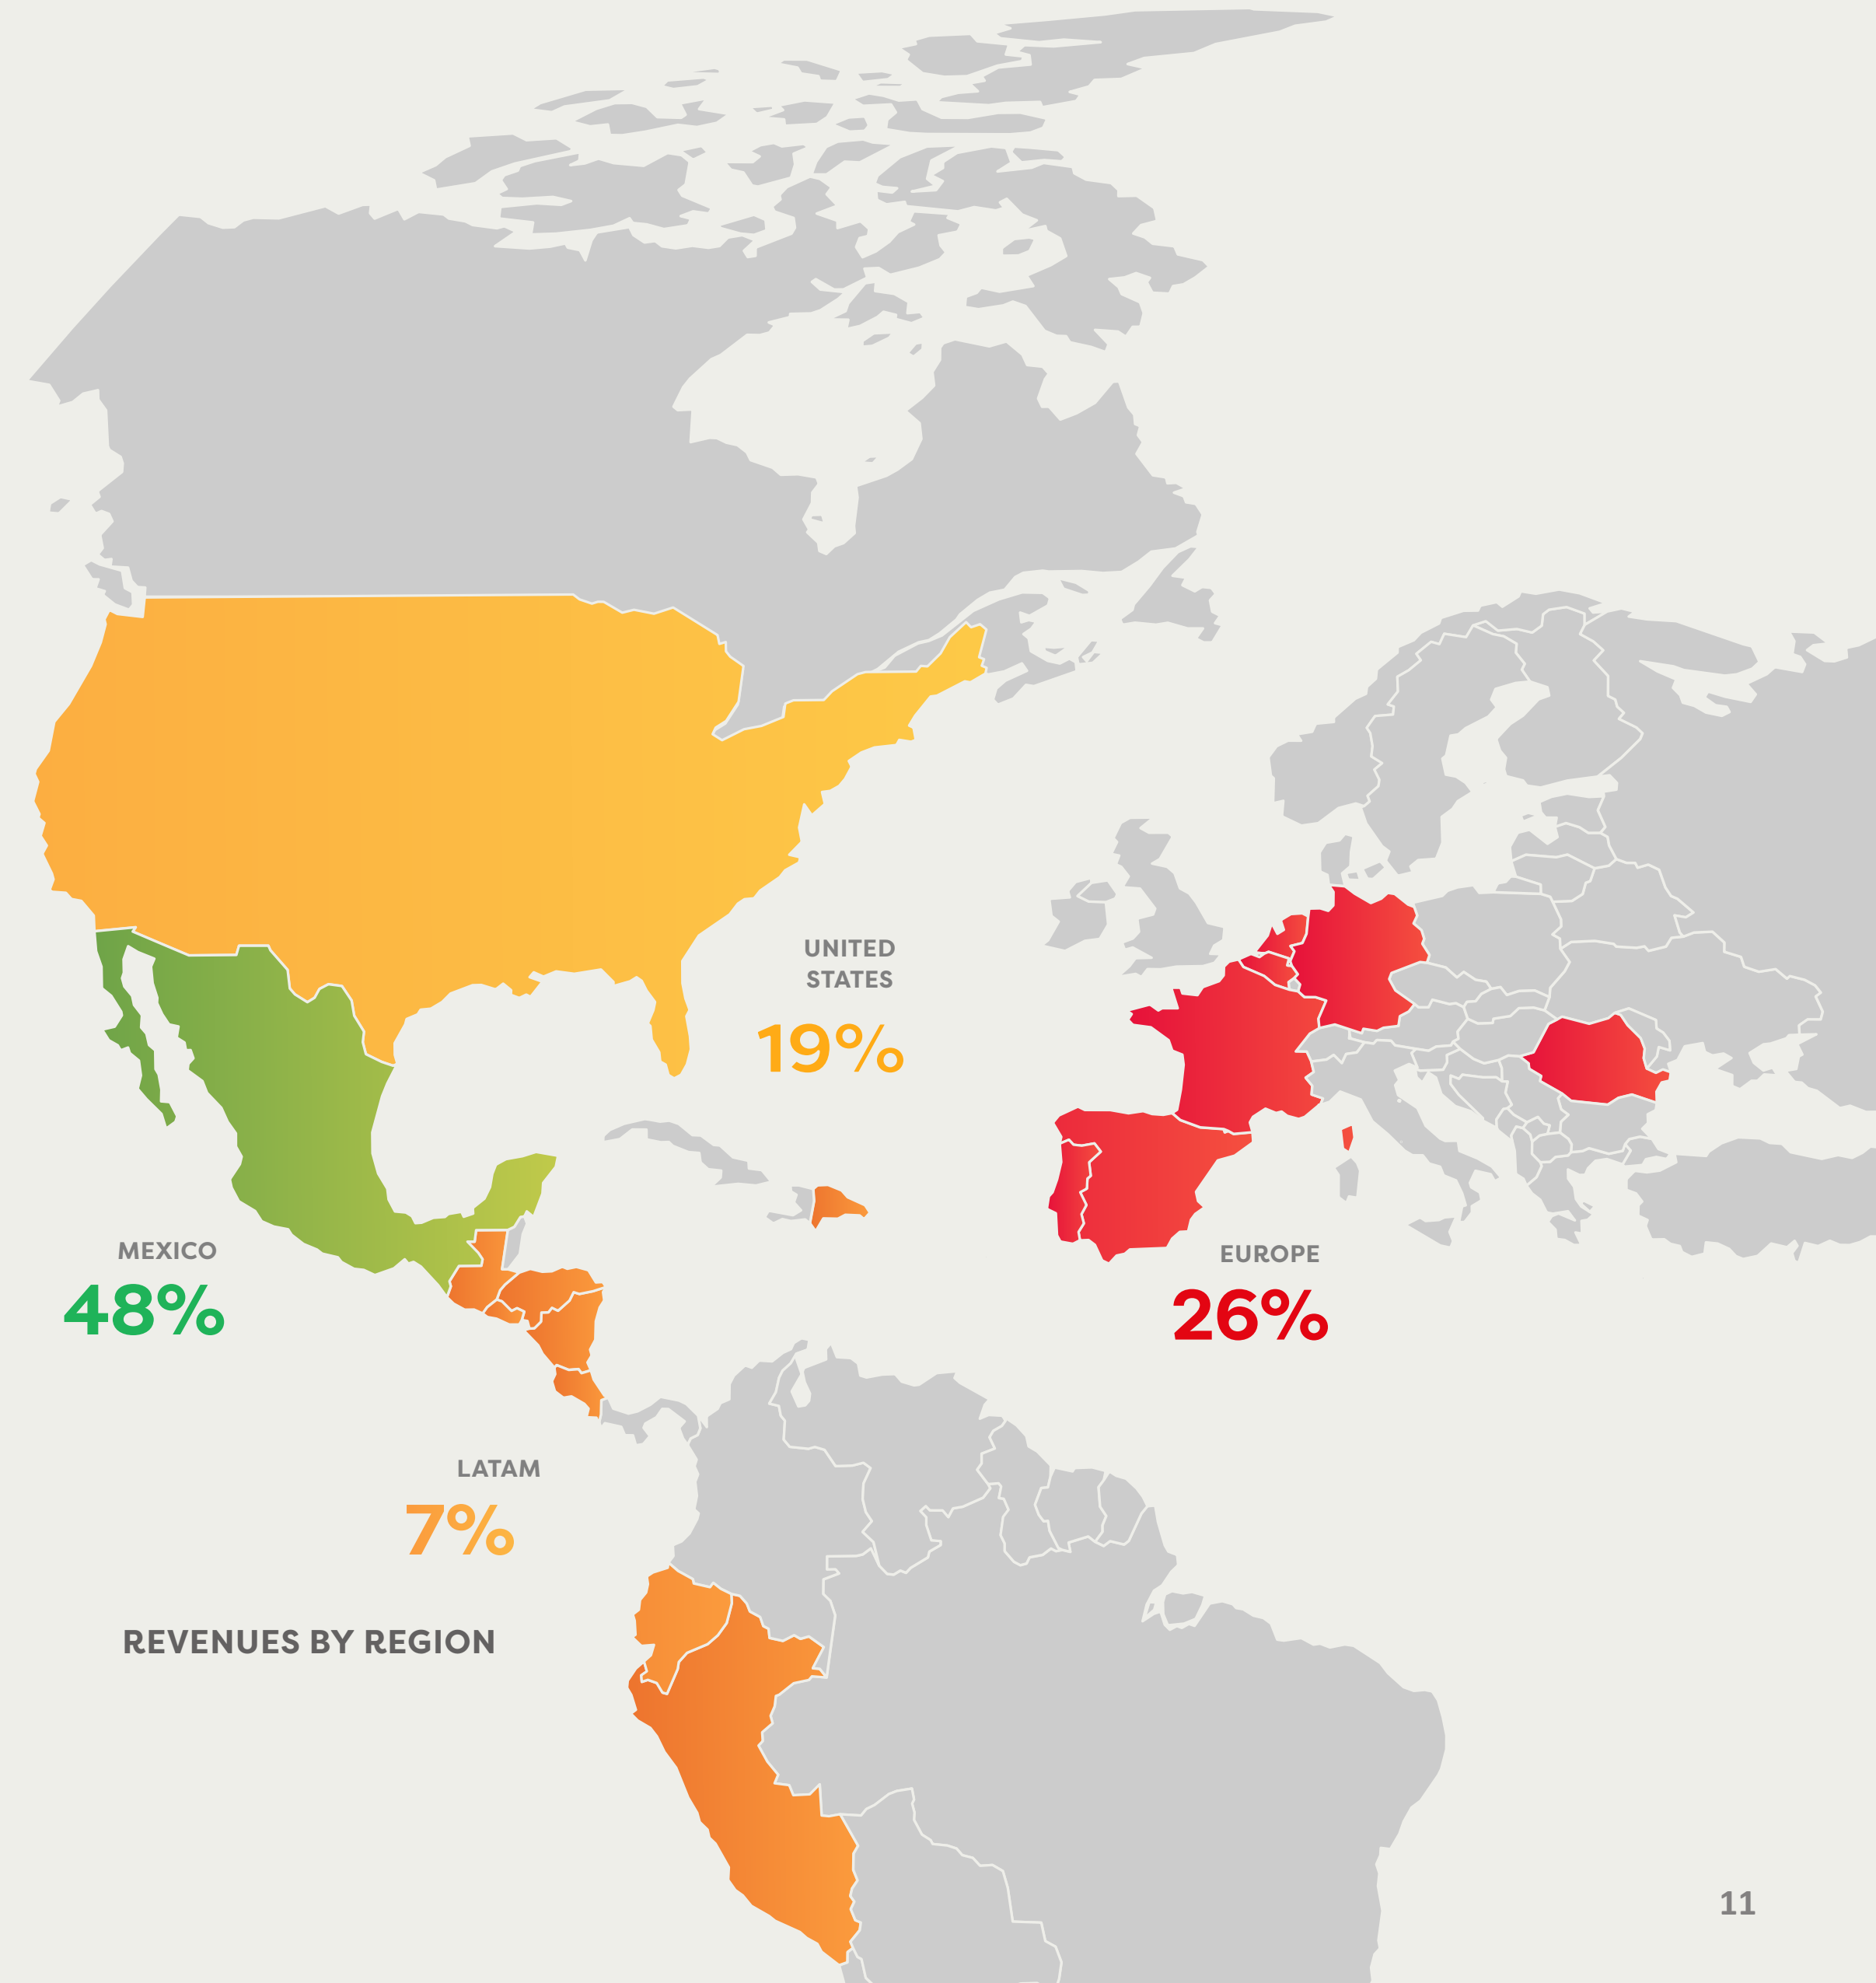 UNITED
STATES
19%
MEXICO
48%
EUROPE
26%
LATAM
7%
REVENUES BY REGION
11